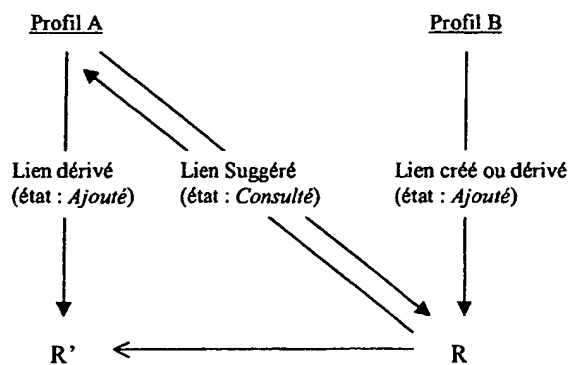 Profil A
Profil B
Lien dérivé
(état : Ajouté)
Lien Suggéré
(état : Consulté)
Lien créé ou dérivé
(état : Ajouté)
R’
R